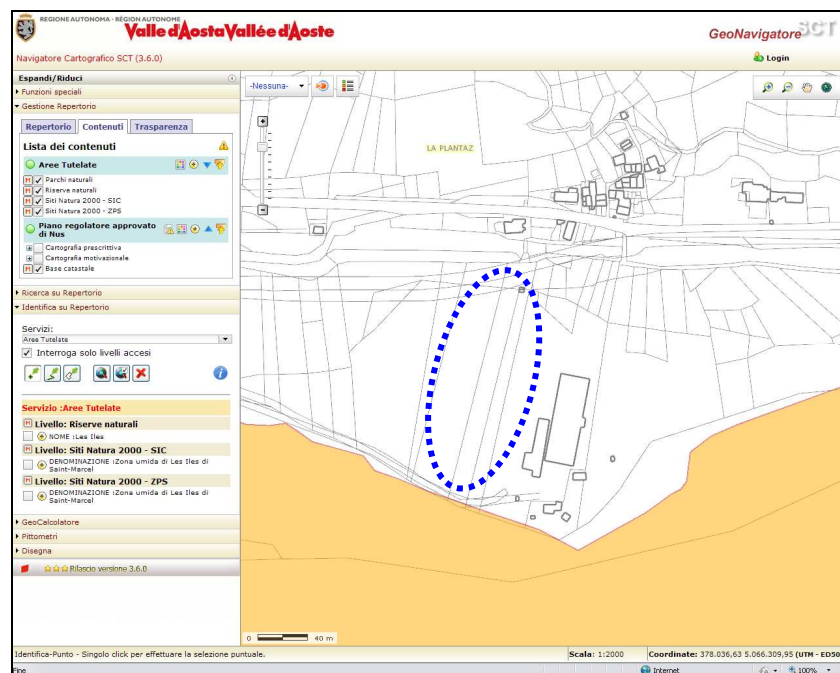 REGIONE AUTONOMA - RÉGION AUTONOME
Valle d'Aosta Vallée d'Aoste
GeoNavigatore SCT
Navigatore Cartografico SCT (3.6.0)
Login
Espandi/Riduci
Funzioni speciali
Gestione Repertorio
Repertorio Contenuti Trasparenza
Lista dei contenuti
Aree Tutelate
Parchi naturali
Riserve naturali
Siti Natura 2000 - SIC
Siti Natura 2000 - ZPS
Piano regolatore approvato
di Nus
Cartografia prescrittiva
Cartografia motivazionale
Base catastale
Ricerca su Repertorio
Identifica su Repertorio
Servizi:
Aree Tutelate
Interroga solo livelli accesi
Servizio :Aree Tutelate
Livello: Riserve naturali
NOME :Les Iles
Livello: Siti Natura 2000 - SIC
DENOMINAZIONE :Zona umida di Les Iles di
Saint-Marcel
Livello: Siti Natura 2000 - ZPS
DENOMINAZIONE :Zona umida di Les Iles di
Saint-Marcel
GeoCalcolatore
Pittometri
Disegna
Rilascio versione 3.6.0
-Nessuna-
LA PLANTAZ
0 40 m
Identifica-Punto - Singolo click per effettuare la selezione puntuale.
Scala: 1:2000
Coordinate: 378.036,63 5.066.309,95 (UTM - ED50
Fine
Internet
100%